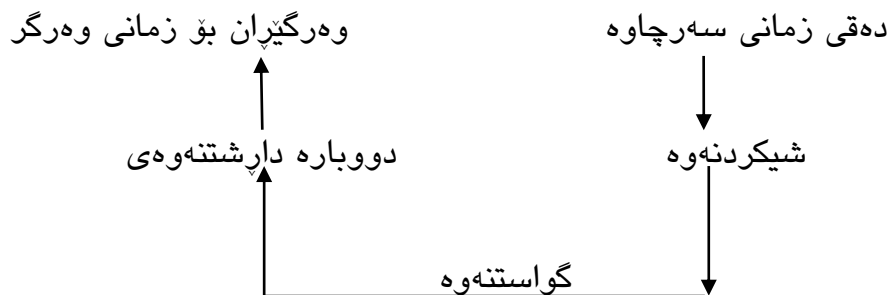 دەقی زمانی سەرچاوە
وەرگێڕان بۆ زمانی وەرگر
شیکردنەوە
دووبارە داڕشتنەوەی
گواستنەوە